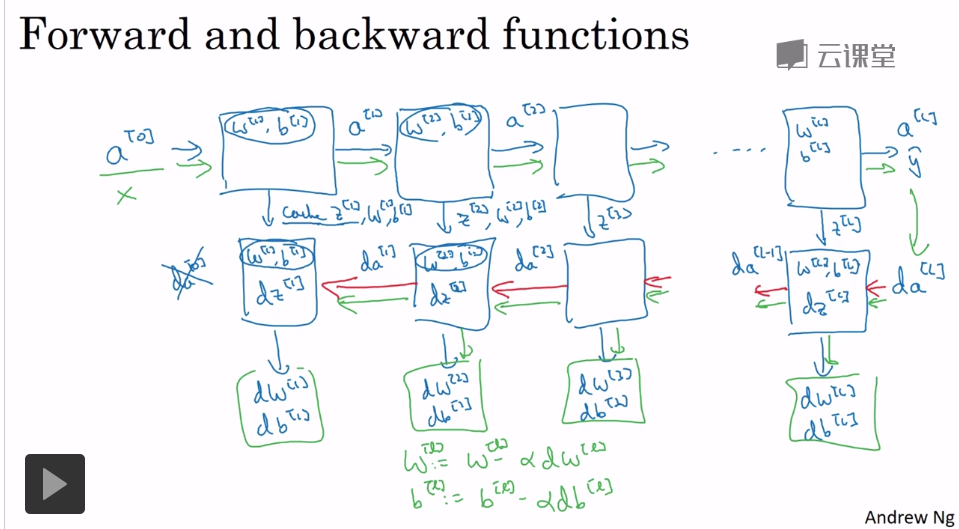 Forward and backward functions
云课堂
a^[0] w^[1], b^[1] a^[1] w^[2], b^[2] a^[2] .... w^[L] a^[L]
x b^[L] ŷ
cache z^[1], w^[1], b^[1] z^[2], w^[2], b^[2] z^[3] z^[L]
da^[0] w^[1], b^[1] da^[1] w^[2], b^[2] da^[2] da^[L-1] w^[L], b^[L] da^[L]
dz^[1] dz^[2] dz^[L]
dw^[1] dw^[2] dw^[3] dw^[L]
db^[1] db^[2] db^[3] db^[L]
w^[l] := w^[l] - αdw^[l]
b^[l] := b^[l] - αdb^[l]
Andrew Ng